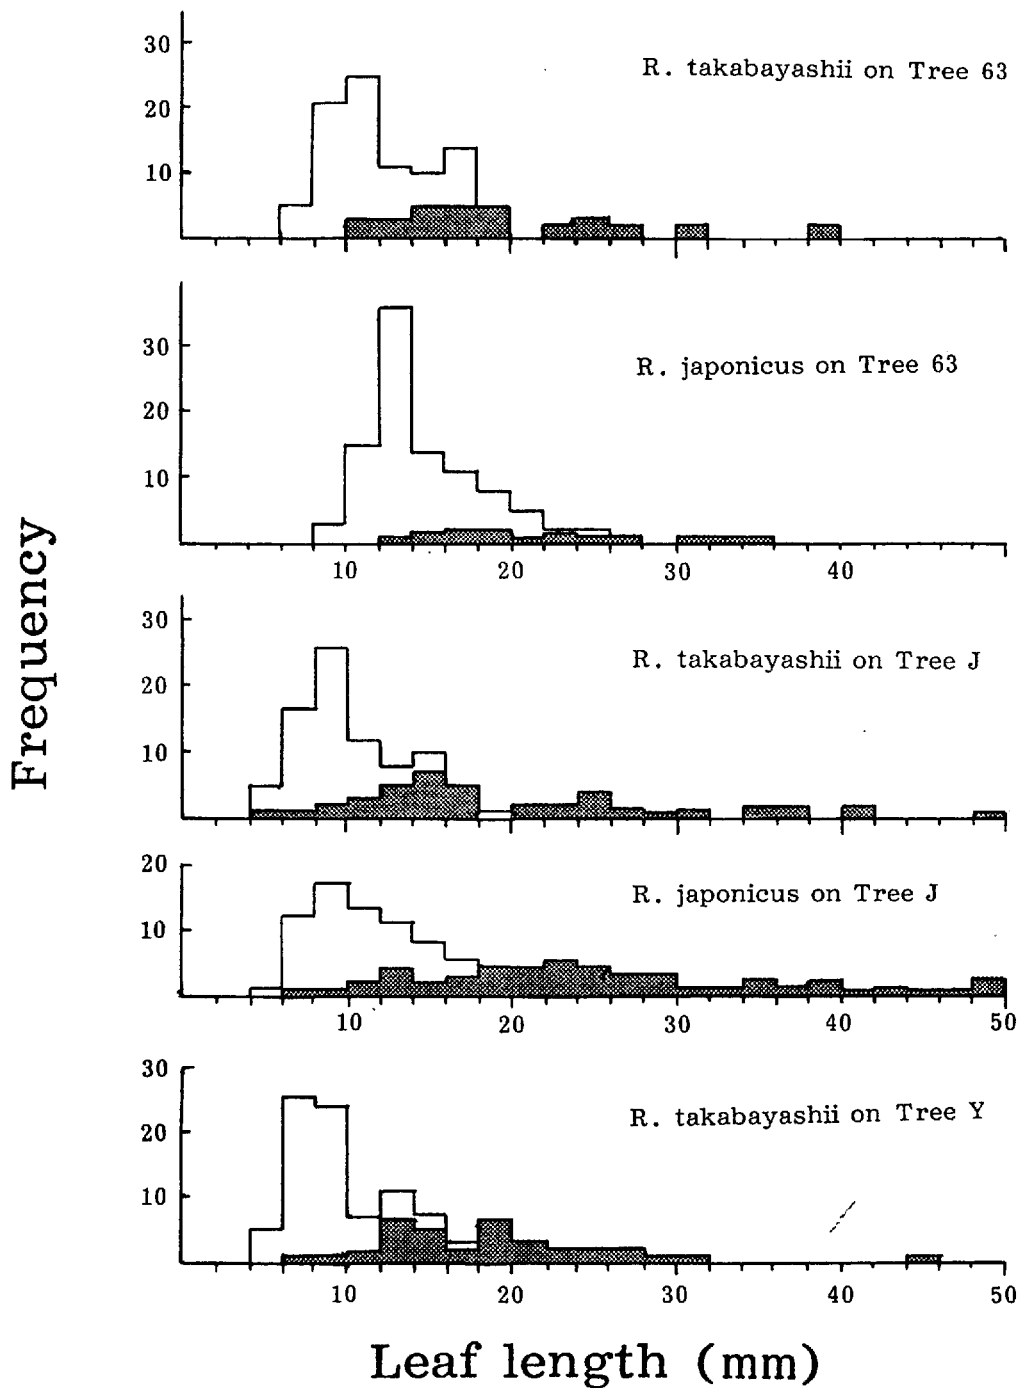 30
R. takabayashii on Tree 63
20
10
R. japonicus on Tree 63
30
20
10
10 20 30 40
Frequency
30
R. takabayashii on Tree J
20
10
20
R. japonicus on Tree J
10
10 20 30 40 50
30
R. takabayashii on Tree Y
20
10
10 20 30 40 50
Leaf length (mm)